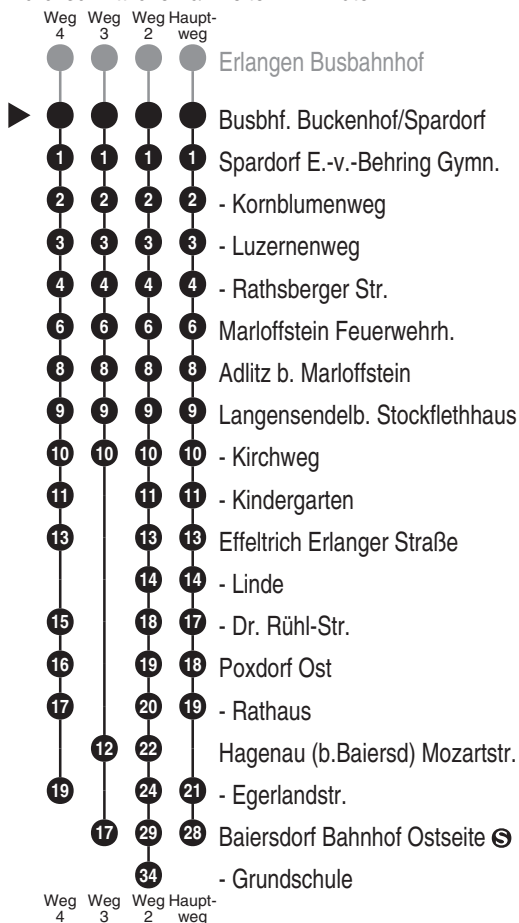 Weg Weg Weg Haupt-
4 3 2 weg
Erlangen Busbahnhof
Busbhf. Buckenhof/Spardorf
1 1 1 1 Spardorf E.-v.-Behring Gymn.
2 2 2 2 - Kornblumenweg
3 3 3 3 - Luzernenweg
4 4 4 4 - Rathsberger Str.
6 6 6 6 Marloffstein Feuerwehrh.
8 8 8 8 Adlitz b. Marloffstein
9 9 9 9 Langensendelb. Stockflethhaus
10 10 10 10 - Kirchweg
11 11 11 - Kindergarten
13 13 13 Effeltrich Erlanger Straße
14 14 - Linde
15 18 17 - Dr. Rühl-Str.
16 19 18 Poxdorf Ost
17 20 19 - Rathaus
12 22 Hagenau (b.Baiersd) Mozartstr.
19 24 21 - Egerlandstr.
17 29 28 Baiersdorf Bahnhof Ostseite S
34 - Grundschule
Weg Weg Weg Haupt-
4 3 2 weg